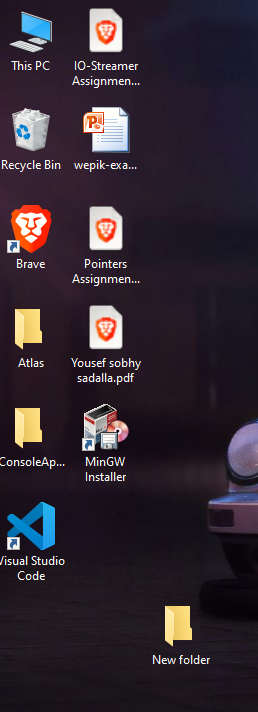 This PC
IO-Streamer
Assignmen...
Recycle Bin
wepik-exa...
Brave
Pointers
Assignmen...
Atlas
Yousef sobhy
sadalla.pdf
ConsoleAp...
MinGW
Installer
Visual Studio
Code
New folder